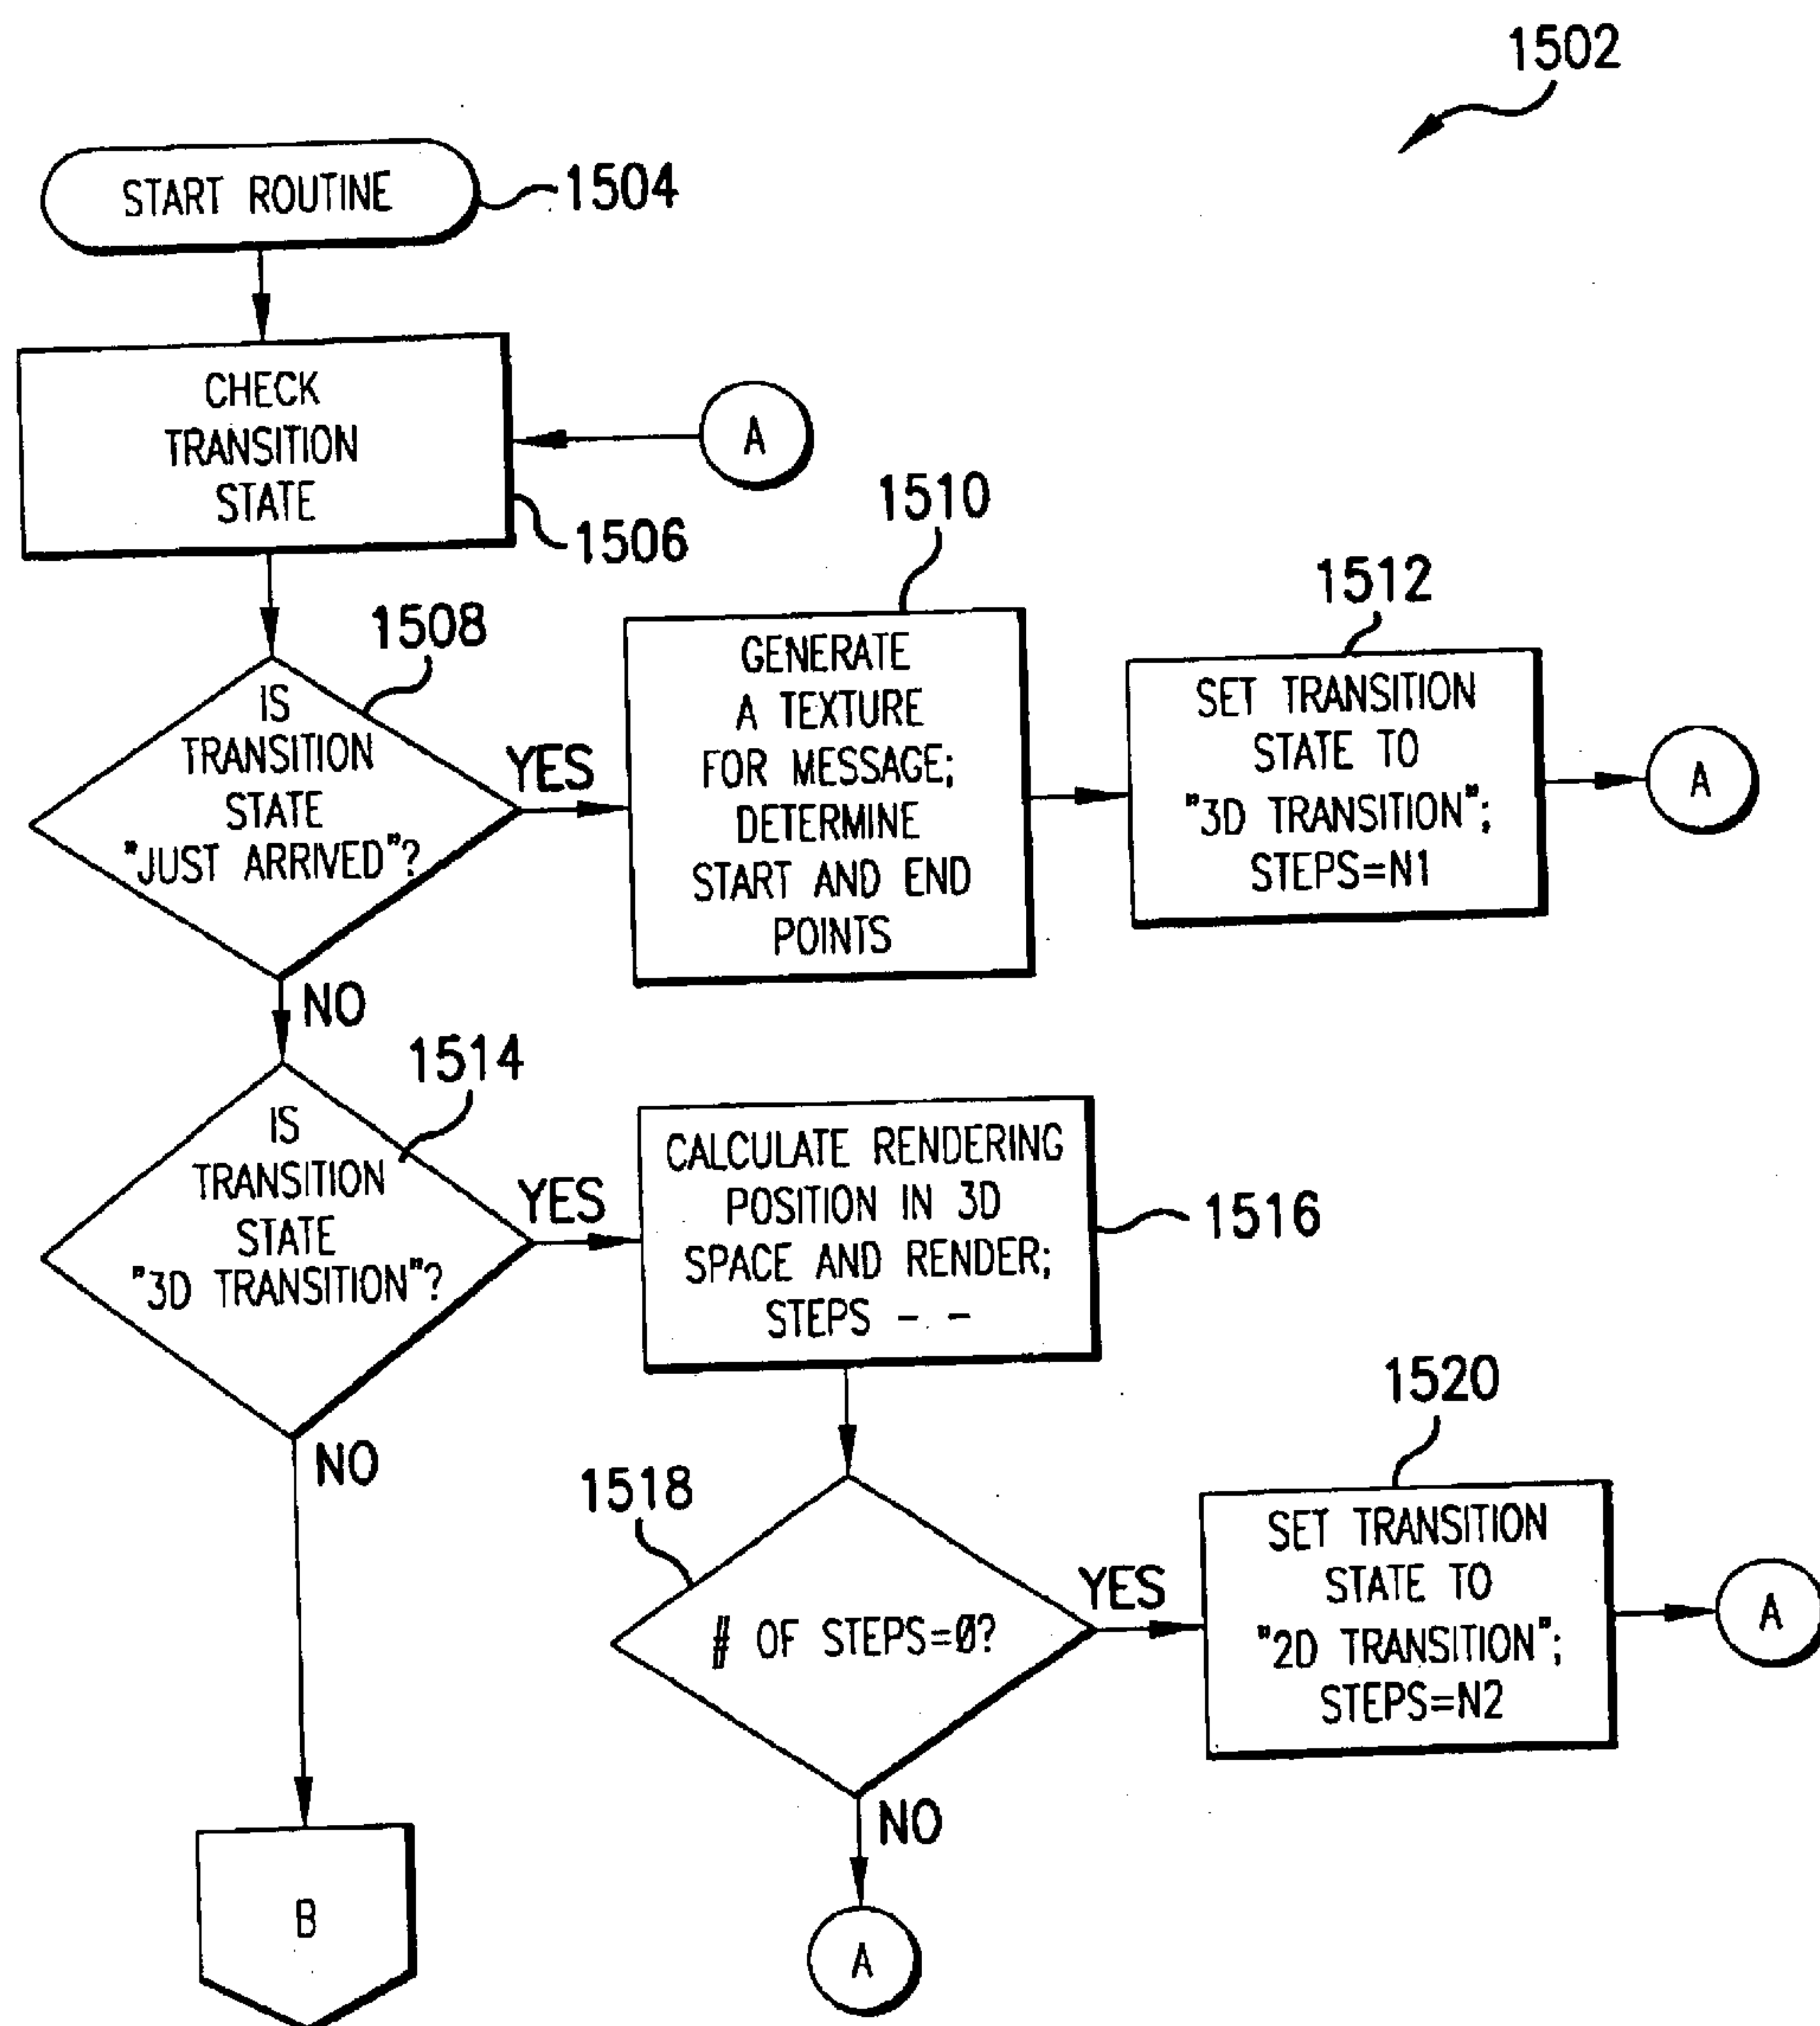 1502
START ROUTINE
1504
CHECK
TRANSITION
STATE
A
1506
1508
IS
TRANSITION
STATE
"JUST ARRIVED"?
YES
NO
1510
GENERATE
A TEXTURE
FOR MESSAGE;
DETERMINE
START AND END
POINTS
1512
SET TRANSITION
STATE TO
"3D TRANSITION";
STEPS=N1
A
1514
IS
TRANSITION
STATE
"3D TRANSITION"?
YES
NO
CALCULATE RENDERING
POSITION IN 3D
SPACE AND RENDER;
STEPS - -
1516
1518
# OF STEPS=Ø?
YES
NO
1520
SET TRANSITION
STATE TO
"2D TRANSITION";
STEPS=N2
A
B
A